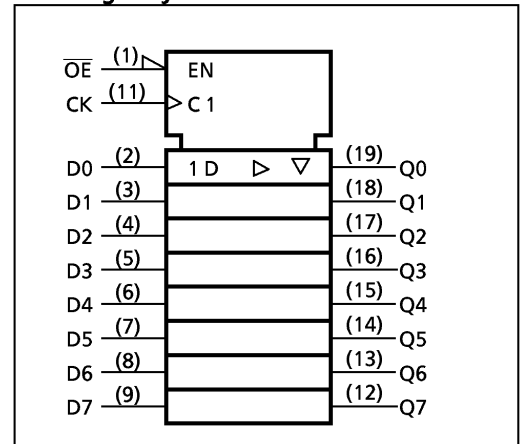 O̅E̅ (1) EN
CK (11) C1
D0 (2) 1D (19) Q0
D1 (3) (18) Q1
D2 (4) (17) Q2
D3 (5) (16) Q3
D4 (6) (15) Q4
D5 (7) (14) Q5
D6 (8) (13) Q6
D7 (9) (12) Q7